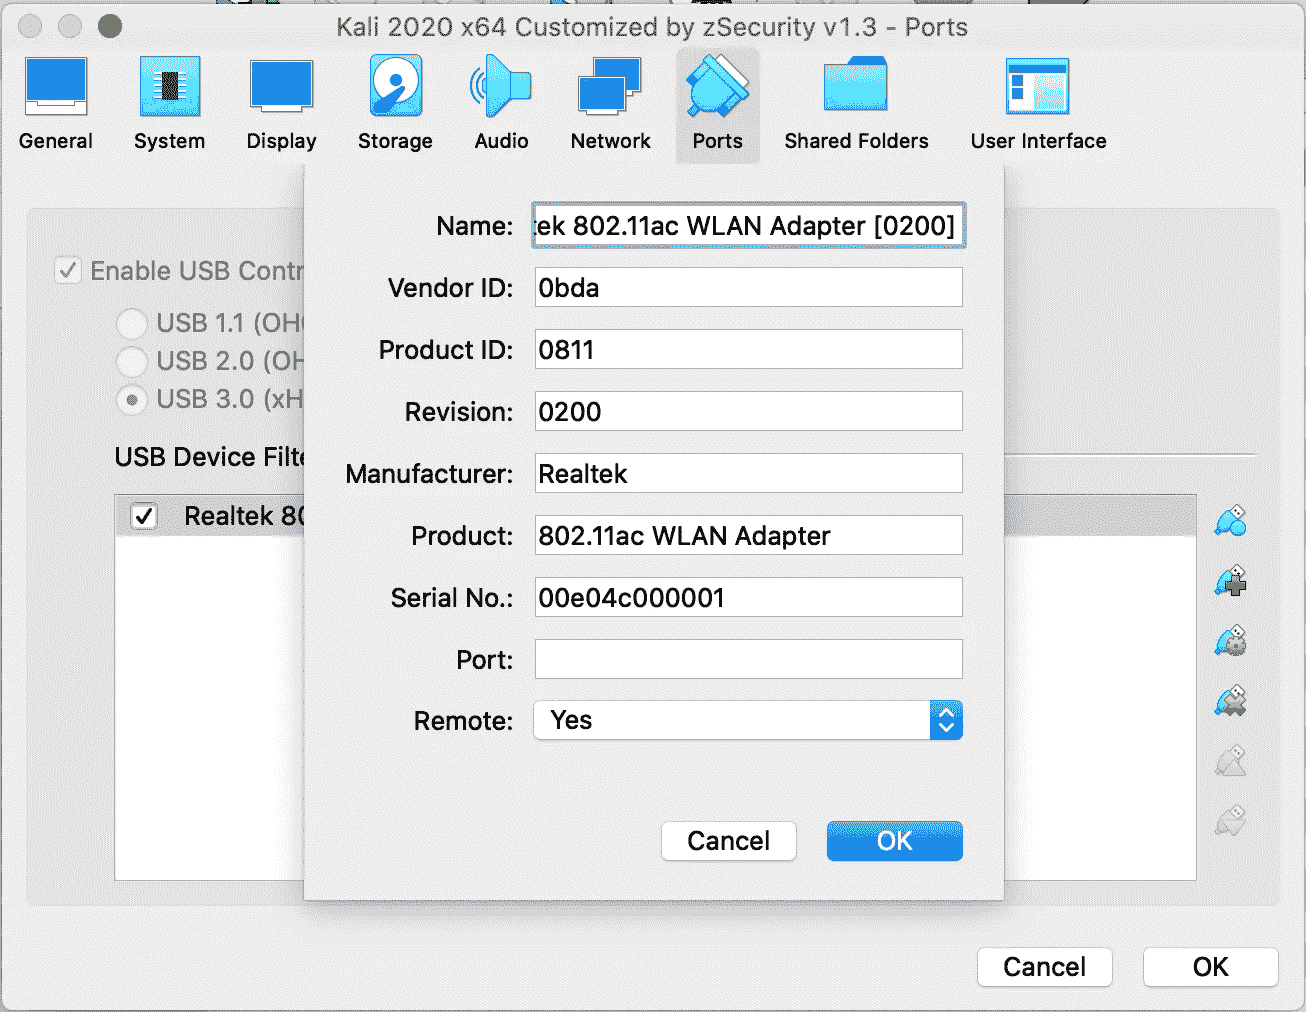 Kali 2020 x64 Customized by zSecurity v1.3 - Ports
General System Display Storage Audio Network Ports Shared Folders User Interface
Name: tek 802.11ac WLAN Adapter [0200]
Enable USB Contr
Vendor ID: 0bda
USB 1.1 (OH
Product ID: 0811
USB 2.0 (OH
USB 3.0 (xH
Revision: 0200
USB Device Filte
Manufacturer: Realtek
Realtek 80
Product: 802.11ac WLAN Adapter
Serial No.: 00e04c000001
Port:
Remote: Yes
Cancel OK
Cancel OK